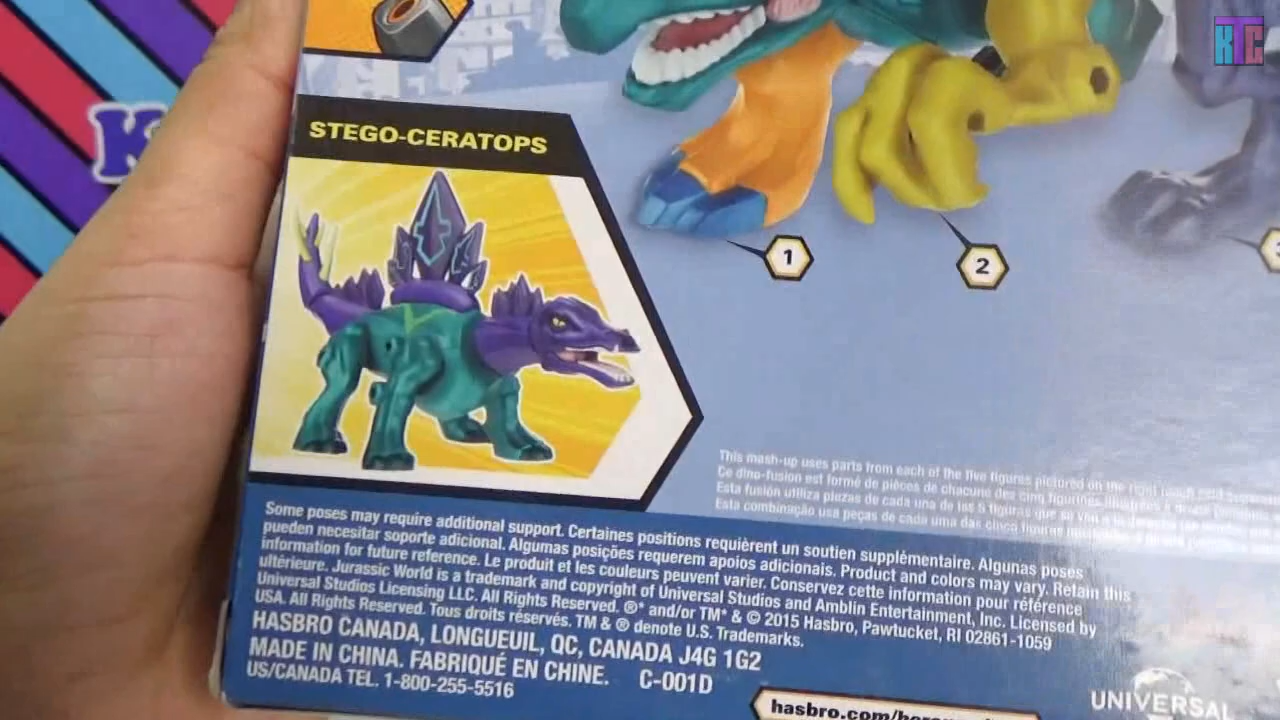 KTC
K
STEGO-CERATOPS
1
2
3
This mash-up uses parts from each of the five figures pictured on the right
Ce dino-fusion est formé de pièces de chacune des cinq figurines
Esta fusión utiliza piezas de cada una de las 5 figuras que se
Esta combinação usa peças de cada uma das cinco figuras
Some poses may require additional support. Certaines positions requièrent un soutien supplémentaire. Algunas poses
pueden necesitar soporte adicional. Algumas posições requerem apoios adicionais. Product and colors may vary. Retain this
information for future reference. Le produit et les couleurs peuvent varier. Conservez cette information pour référence
ultérieure. Jurassic World is a trademark and copyright of Universal Studios and Amblin Entertainment, Inc. Licensed by
Universal Studios Licensing LLC. All Rights Reserved. ®* and/or TM* & © 2015 Hasbro, Pawtucket, RI 02861-1059
USA. All Rights Reserved. Tous droits réservés. TM & ® denote U.S. Trademarks.
HASBRO CANADA, LONGUEUIL, QC, CANADA J4G 1G2
MADE IN CHINA. FABRIQUÉ EN CHINE. C-001D
US/CANADA TEL. 1-800-255-5516
hasbro.com/
UNIVERSAL